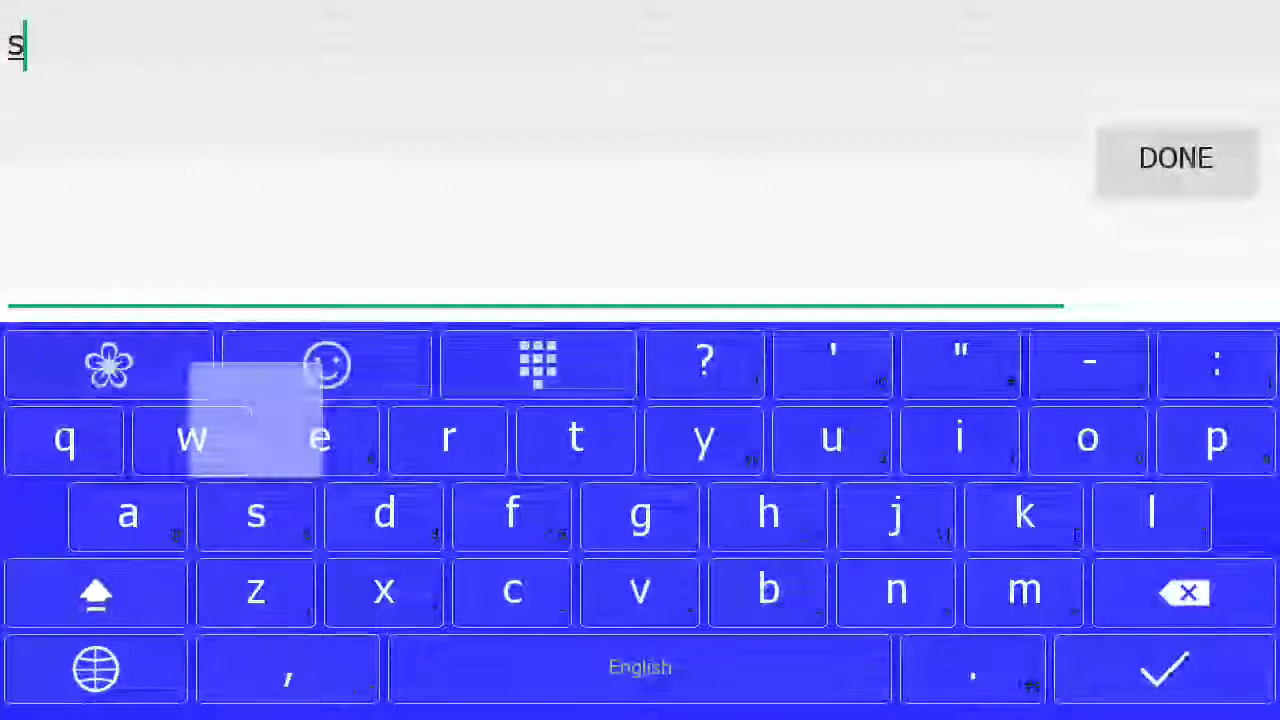 s
DONE
? ' " - :
q w e r t y u i o p
a s d f g h j k l
z x c v b n m
, English .